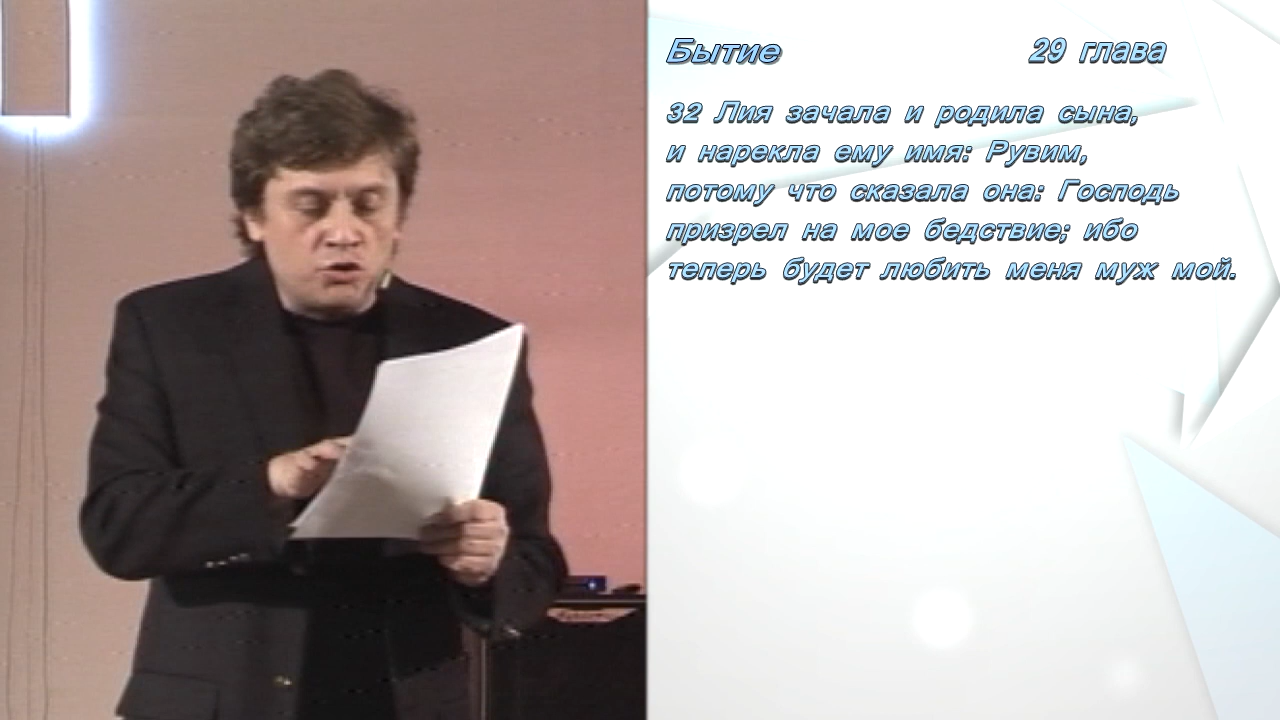 Бытие 29 глава
32 Лия зачала и родила сына,
и нарекла ему имя: Рувим,
потому что сказала она: Господь
призрел на мое бедствие; ибо
теперь будет любить меня муж мой.